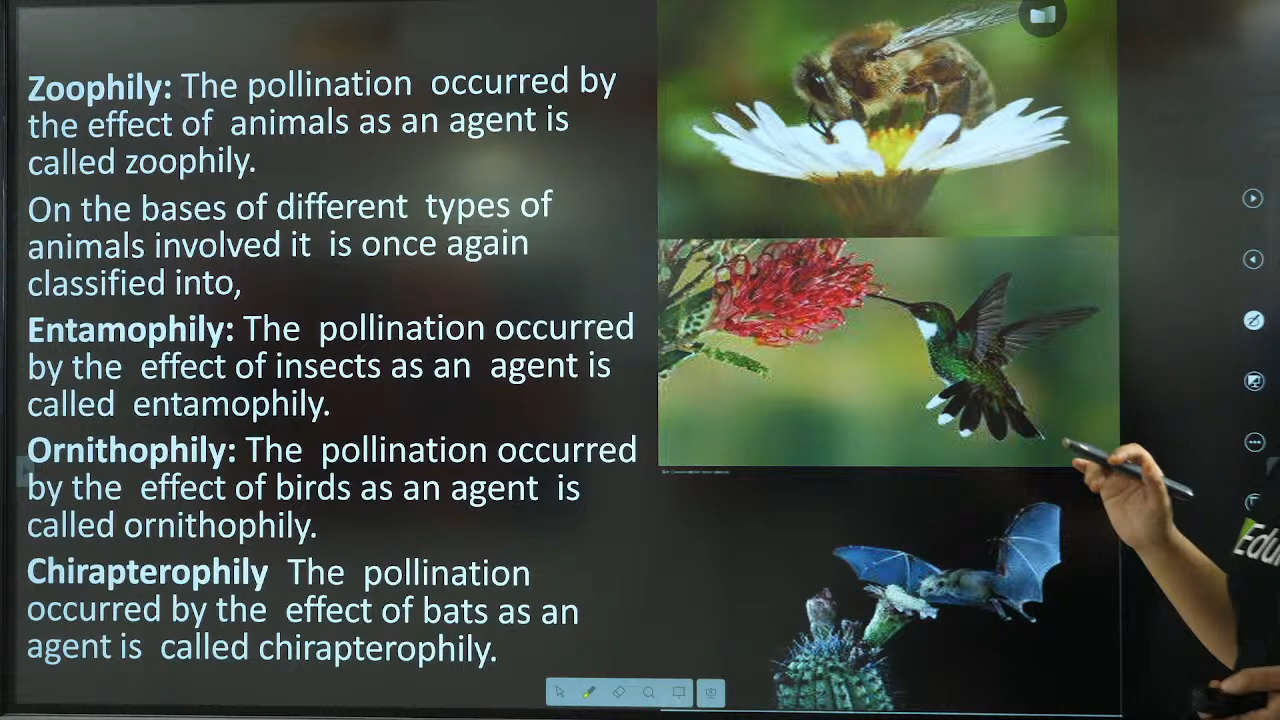 Zoophily: The pollination occurred by
the effect of animals as an agent is
called zoophily.
On the bases of different types of
animals involved it is once again
classified into,
Entamophily: The pollination occurred
by the effect of insects as an agent is
called entamophily.
Ornithophily: The pollination occurred
by the effect of birds as an agent is
called ornithophily.
Chirapterophily The pollination
occurred by the effect of bats as an
agent is called chirapterophily.